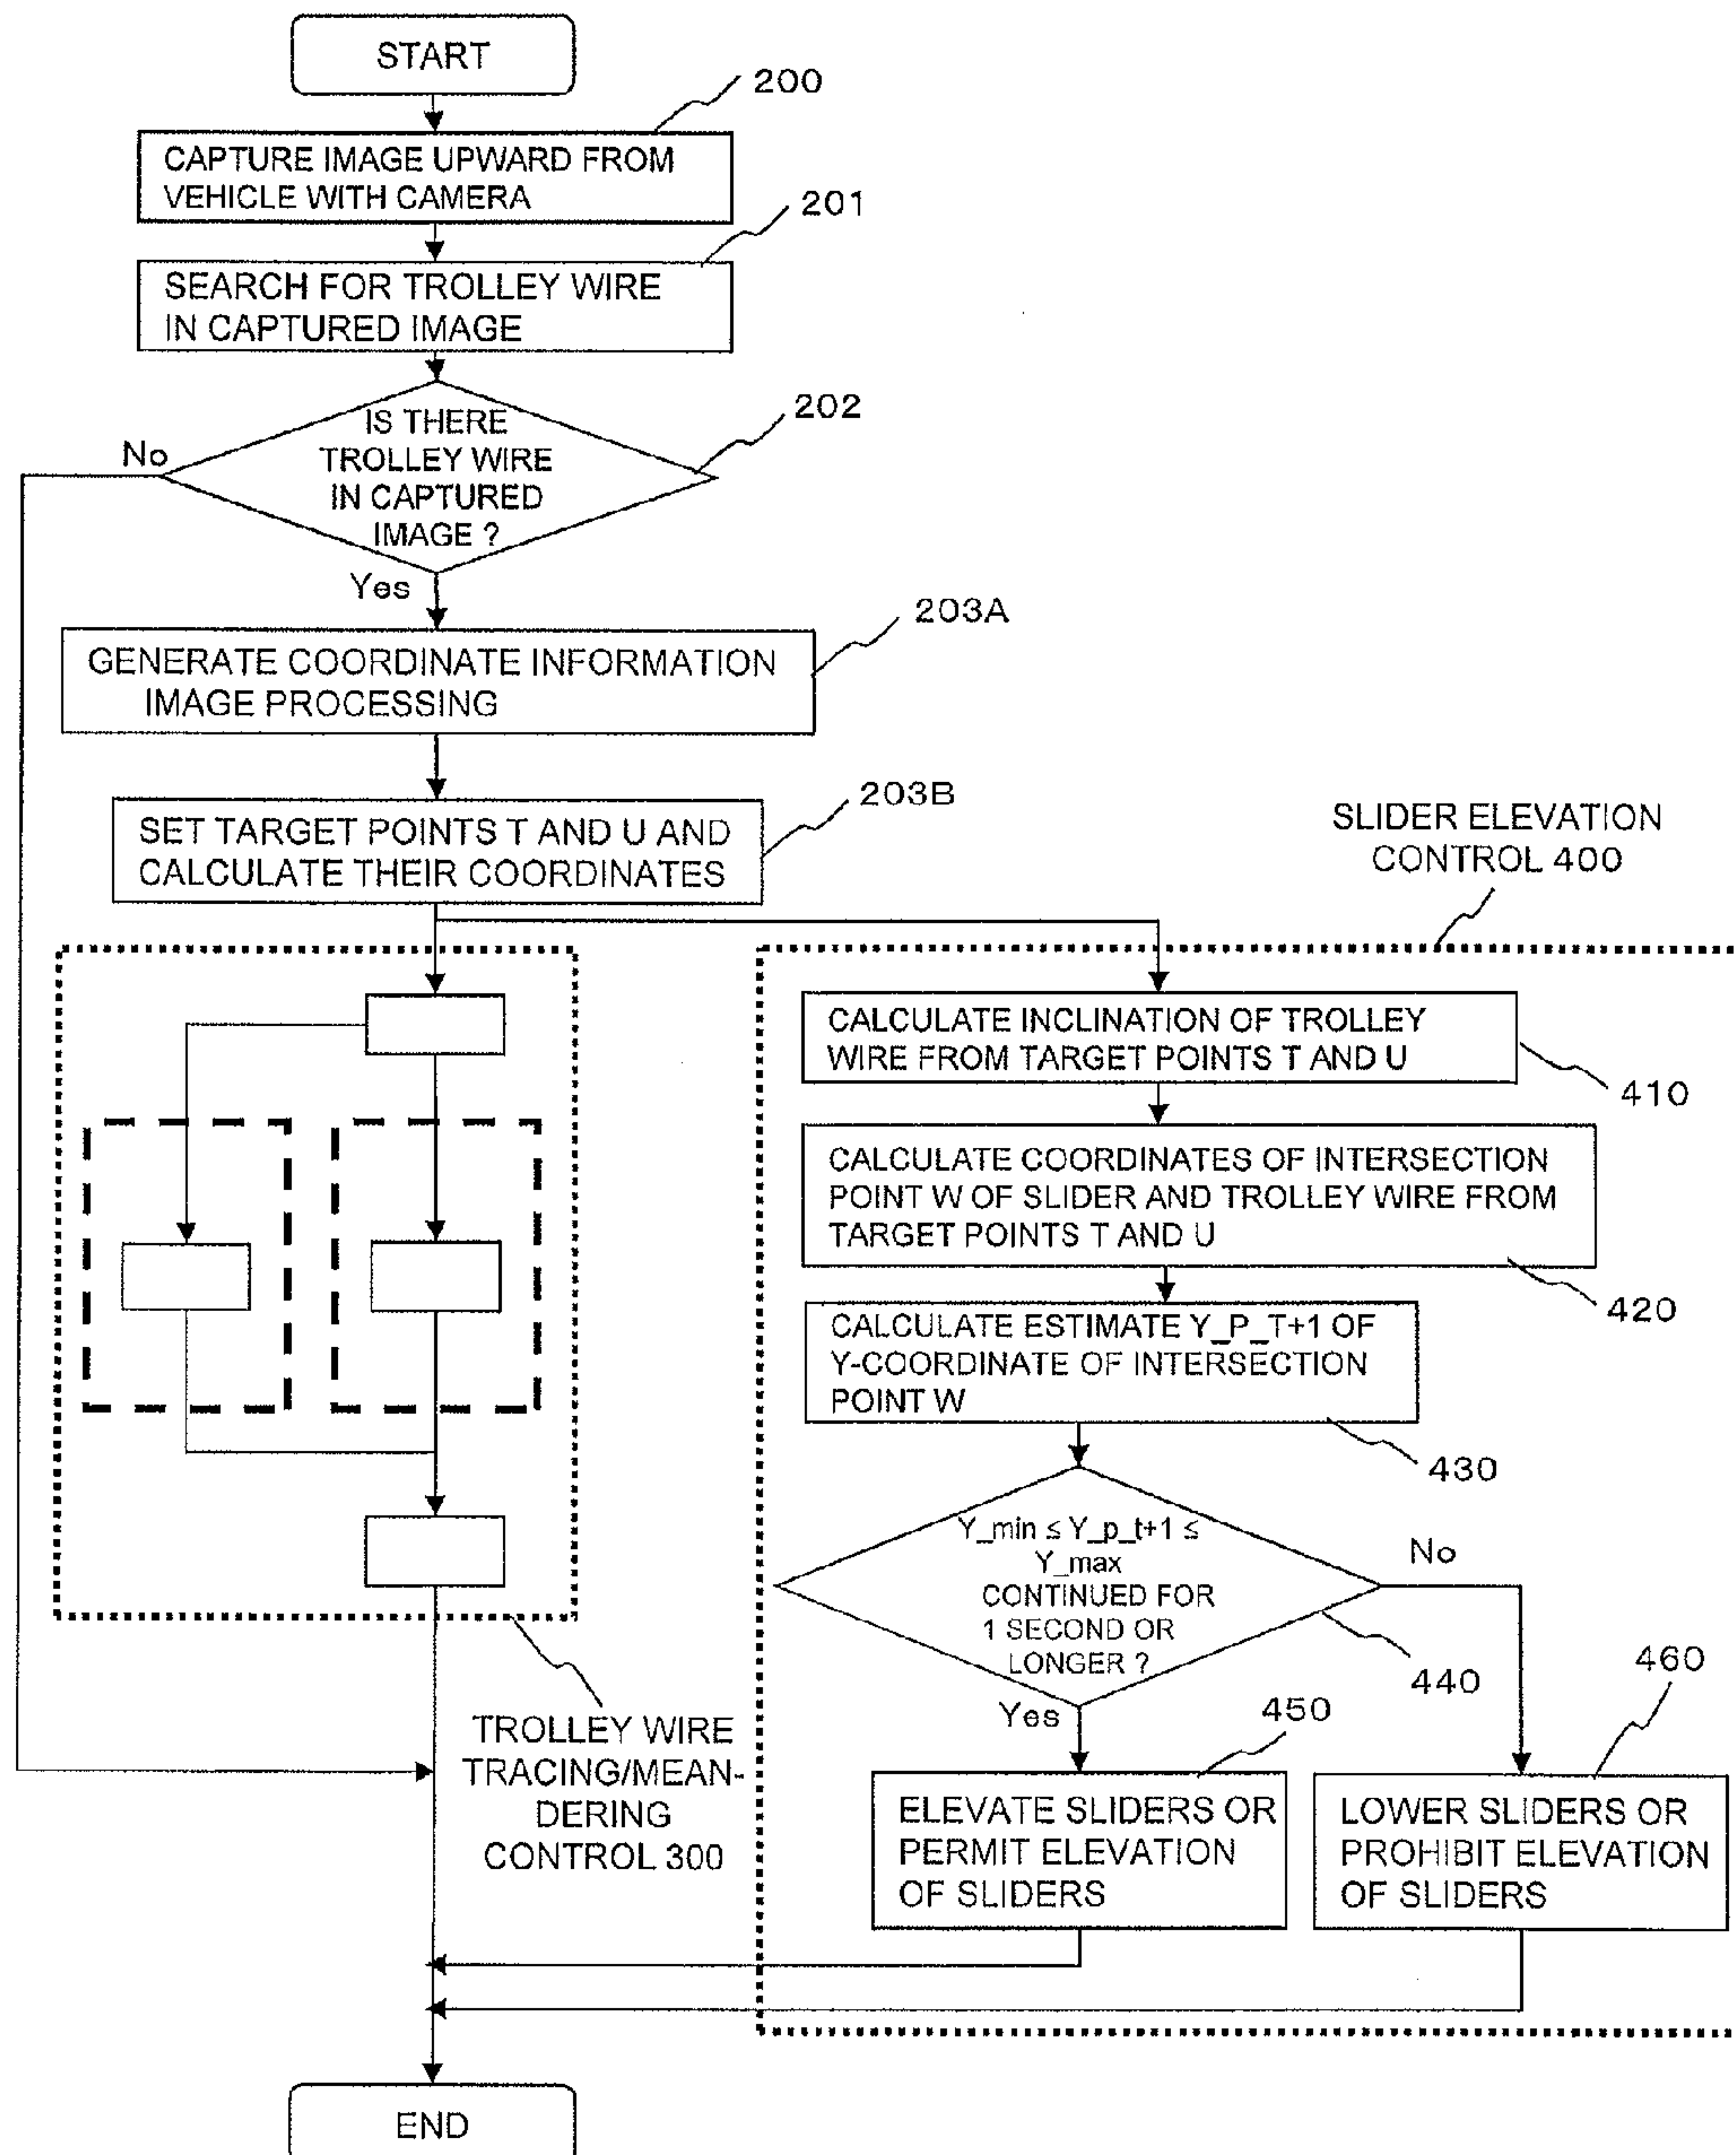 START
200
CAPTURE IMAGE UPWARD FROM
VEHICLE WITH CAMERA
201
SEARCH FOR TROLLEY WIRE
IN CAPTURED IMAGE
202
No
IS THERE
TROLLEY WIRE
IN CAPTURED
IMAGE ?
Yes
203A
GENERATE COORDINATE INFORMATION
IMAGE PROCESSING
203B
SET TARGET POINTS T AND U AND
CALCULATE THEIR COORDINATES
SLIDER ELEVATION
CONTROL 400
CALCULATE INCLINATION OF TROLLEY
WIRE FROM TARGET POINTS T AND U
410
CALCULATE COORDINATES OF INTERSECTION
POINT W OF SLIDER AND TROLLEY WIRE FROM
TARGET POINTS T AND U
420
CALCULATE ESTIMATE Y_P_T+1 OF
Y-COORDINATE OF INTERSECTION
POINT W
430
Y_min ≤ Y_p_t+1 ≤
Y_max
CONTINUED FOR
1 SECOND OR
LONGER ?
No
440
Yes
450
460
TROLLEY WIRE
TRACING/MEAN-
DERING
CONTROL 300
ELEVATE SLIDERS OR
PERMIT ELEVATION
OF SLIDERS
LOWER SLIDERS OR
PROHIBIT ELEVATION
OF SLIDERS
END